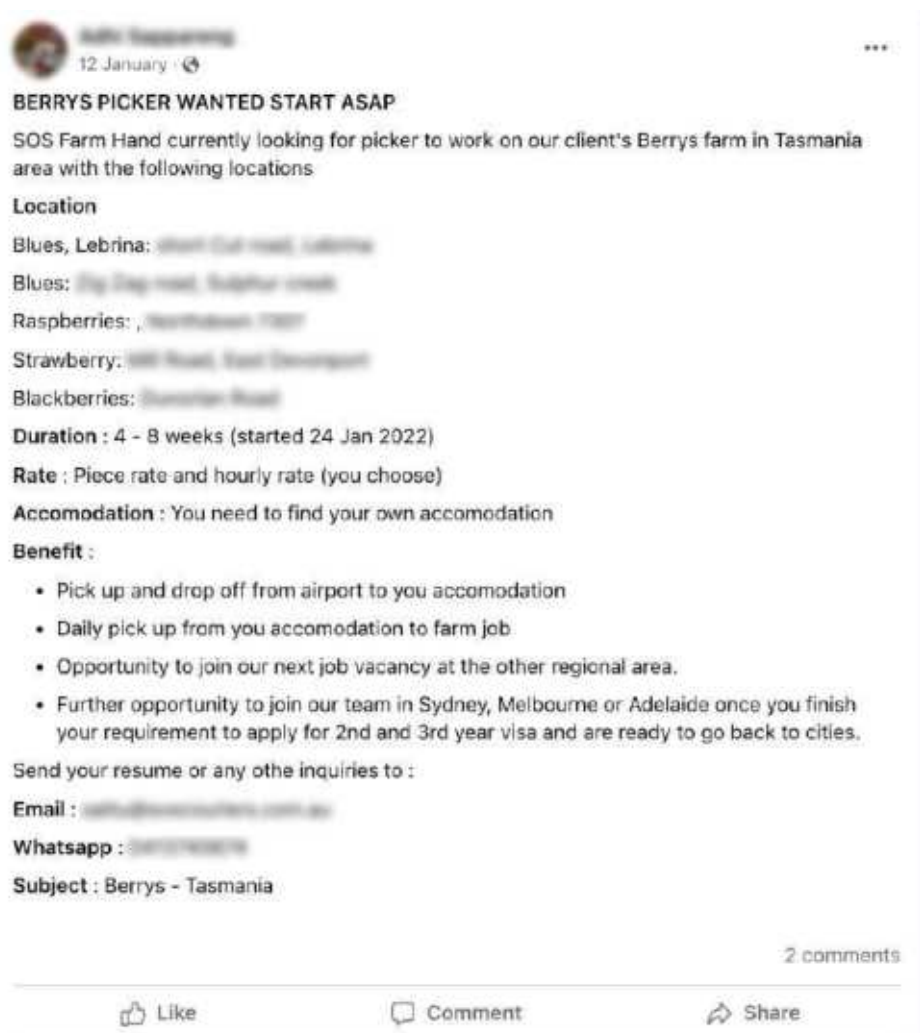 12 January
BERRYS PICKER WANTED START ASAP
SOS Farm Hand currently looking for picker to work on our client's Berrys farm in Tasmania
area with the following locations
Location
Blues, Lebrina:
Blues:
Raspberries: ,
Strawberry:
Blackberries:
Duration : 4 - 8 weeks (started 24 Jan 2022)
Rate : Piece rate and hourly rate (you choose)
Accomodation : You need to find your own accomodation
Benefit :
• Pick up and drop off from airport to you accomodation
• Daily pick up from you accomodation to farm job
• Opportunity to join our next job vacancy at the other regional area.
• Further opportunity to join our team in Sydney, Melbourne or Adelaide once you finish
your requirement to apply for 2nd and 3rd year visa and are ready to go back to cities.
Send your resume or any othe inquiries to :
Email :
Whatsapp :
Subject : Berrys - Tasmania
2 comments
Like Comment Share